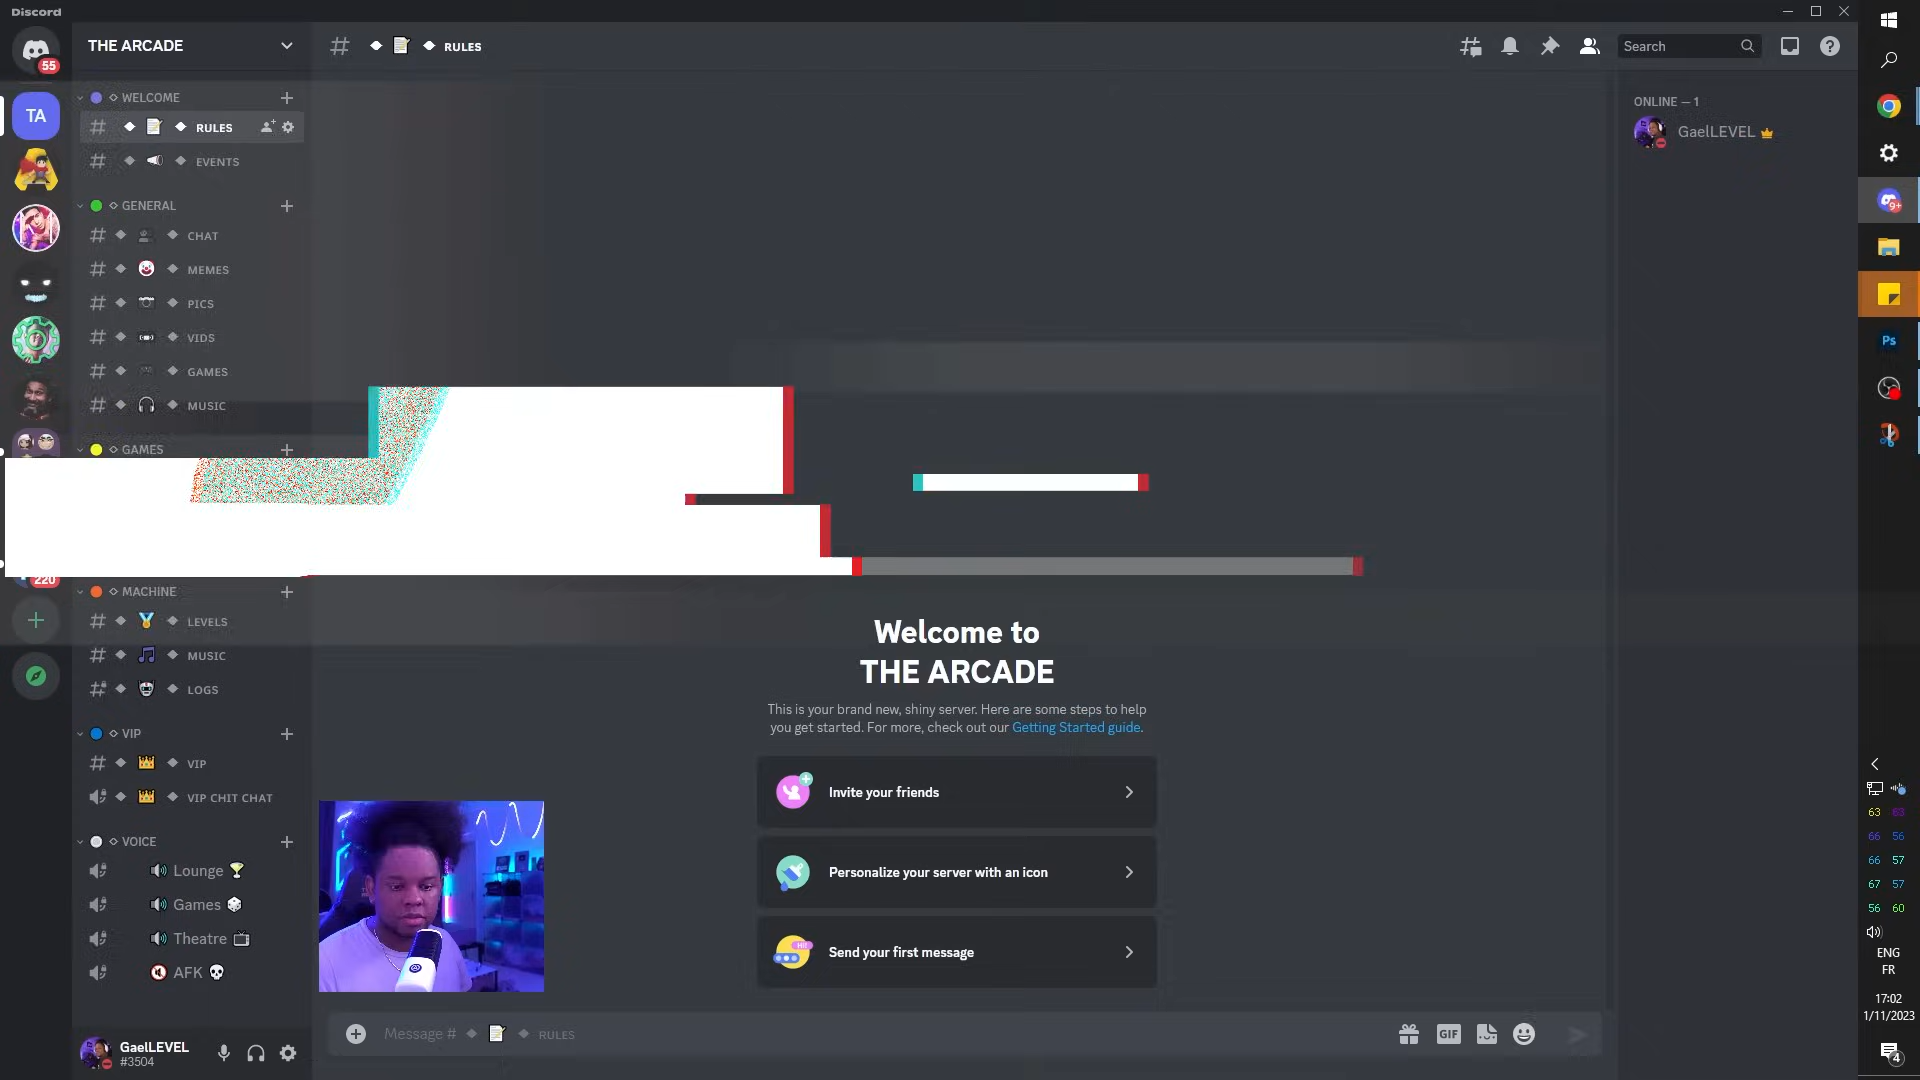 Discord
55
TA
220
THE ARCADE
WELCOME
RULES
EVENTS
GENERAL
CHAT
MEMES
PICS
VIDS
GAMES
MUSIC
GAMES
MACHINE
LEVELS
MUSIC
LOGS
VIP
VIP
VIP CHIT CHAT
VOICE
Lounge
Games
Theatre
AFK
GaelLEVEL
#3504
# RULES
Search
Welcome to
THE ARCADE
This is your brand new, shiny server. Here are some steps to help
you get started. For more, check out our Getting Started guide.
Invite your friends
Personalize your server with an icon
Hi!
Send your first message
Message # RULES
GIF
ONLINE — 1
GaelLEVEL
9+
Ps
63 63
66 56
66 57
67 57
56 60
ENG
FR
17:02
1/11/2023
4